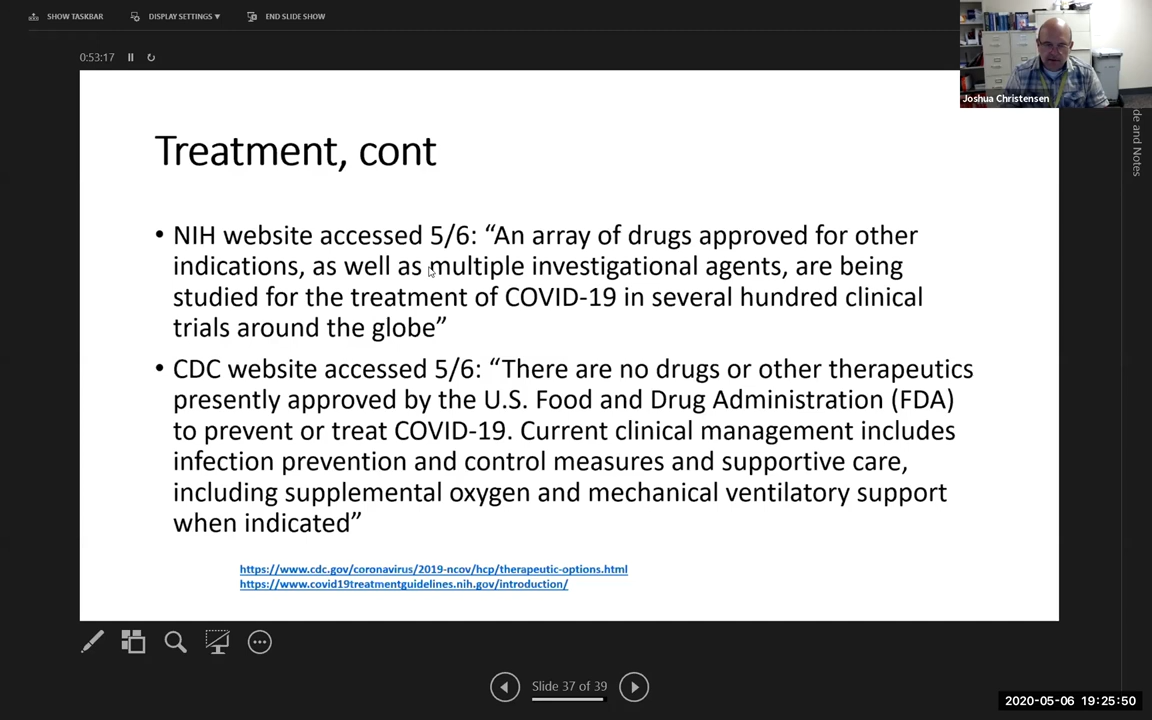 SHOW TASKBAR
DISPLAY SETTINGS ▾
END SLIDE SHOW
0:53:17
Joshua Christensen
de and Notes
Treatment, cont
• NIH website accessed 5/6: “An array of drugs approved for other
indications, as well as multiple investigational agents, are being
studied for the treatment of COVID-19 in several hundred clinical
trials around the globe”
• CDC website accessed 5/6: “There are no drugs or other therapeutics
presently approved by the U.S. Food and Drug Administration (FDA)
to prevent or treat COVID-19. Current clinical management includes
infection prevention and control measures and supportive care,
including supplemental oxygen and mechanical ventilatory support
when indicated”
https://www.cdc.gov/coronavirus/2019-ncov/hcp/therapeutic-options.html
https://www.covid19treatmentguidelines.nih.gov/introduction/
Slide 37 of 39
2020-05-06 19:25:50